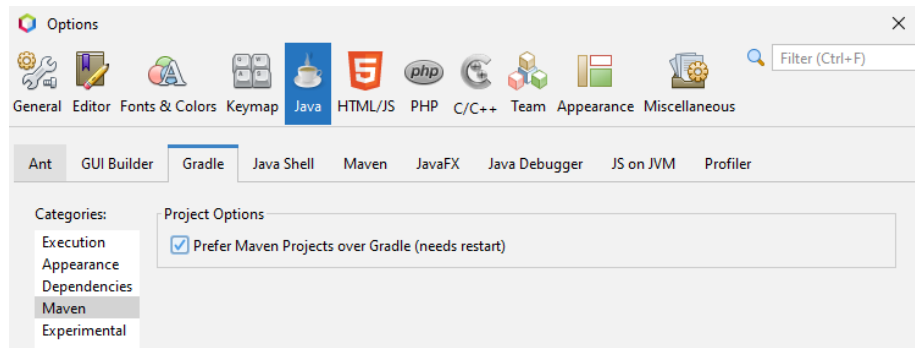 Options
Filter (Ctrl+F)
General Editor Fonts & Colors Keymap Java HTML/JS PHP C/C++ Team Appearance Miscellaneous
Ant GUI Builder Gradle Java Shell Maven JavaFX Java Debugger JS on JVM Profiler
Categories:
Execution
Appearance
Dependencies
Maven
Experimental
Project Options
Prefer Maven Projects over Gradle (needs restart)